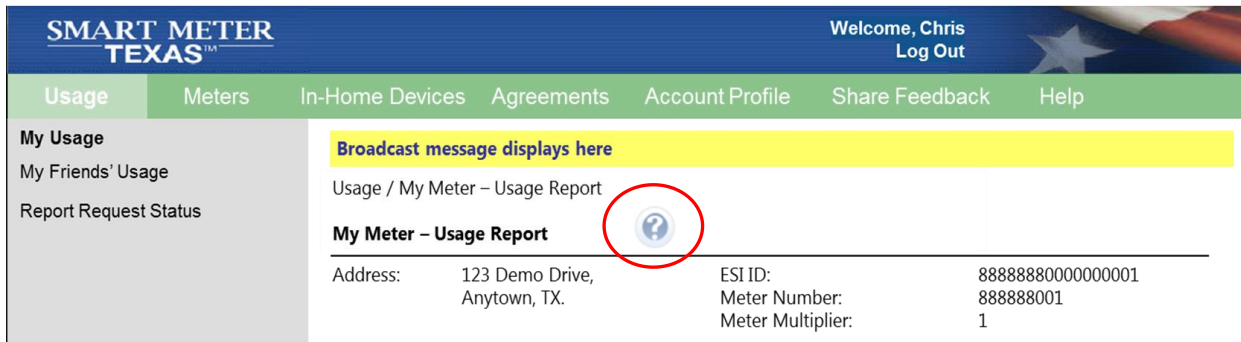 SMART METER
TEXAS™
Welcome, Chris
Log Out
Usage Meters In-Home Devices Agreements Account Profile Share Feedback Help
My Usage
My Friends' Usage
Report Request Status
Broadcast message displays here
Usage / My Meter – Usage Report
My Meter – Usage Report ?
Address: 123 Demo Drive, ESI ID: 88888880000000001
Anytown, TX. Meter Number: 888888001
Meter Multiplier: 1